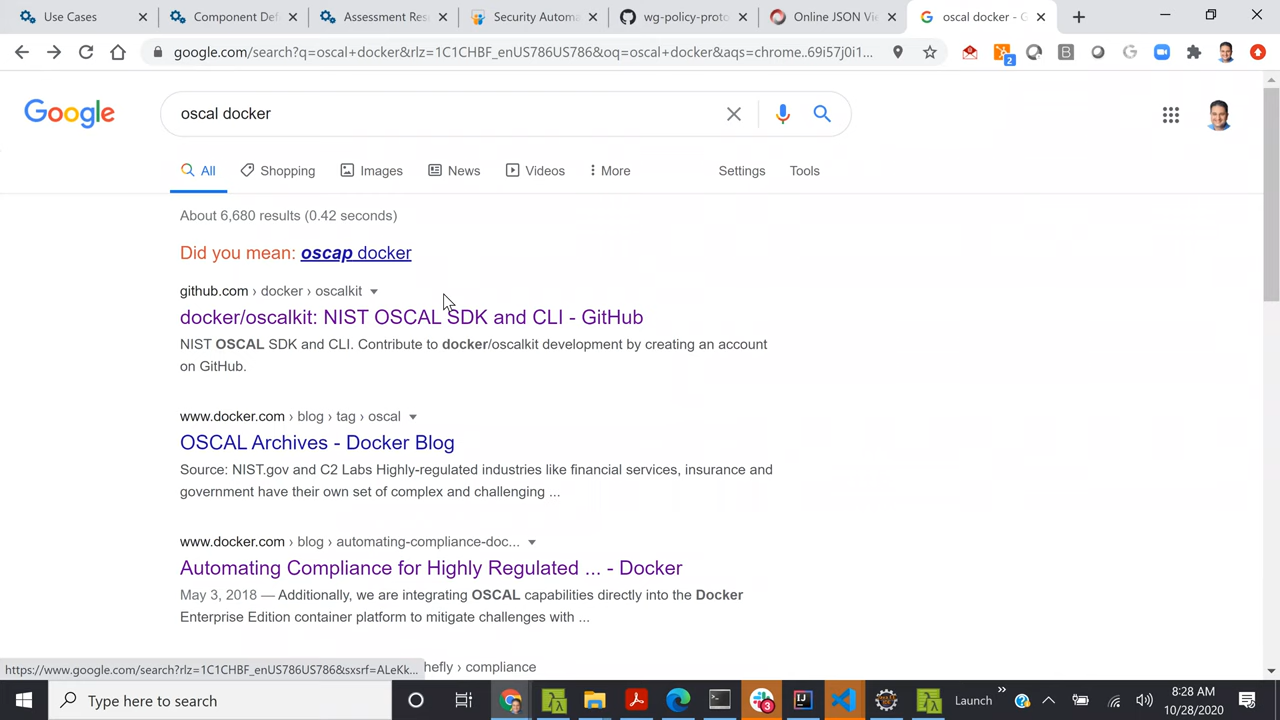 Use Cases
Component Def
Assessment Res
Security Automa
wg-policy-proto
Online JSON Vie
oscal docker - G
google.com/search?q=oscal+docker&rlz=1C1CHBF_enUS786US786&oq=oscal+docker&aqs=chrome..69i57j0i1...
2
Google
oscal docker
All
Shopping
Images
News
Videos
More
Settings
Tools
About 6,680 results (0.42 seconds)
Did you mean: oscap docker
github.com › docker › oscalkit
docker/oscalkit: NIST OSCAL SDK and CLI - GitHub
NIST OSCAL SDK and CLI. Contribute to docker/oscalkit development by creating an account
on GitHub.
www.docker.com › blog › tag › oscal
OSCAL Archives - Docker Blog
Source: NIST.gov and C2 Labs Highly-regulated industries like financial services, insurance and
government have their own set of complex and challenging ...
www.docker.com › blog › automating-compliance-doc...
Automating Compliance for Highly Regulated ... - Docker
May 3, 2018 — Additionally, we are integrating OSCAL capabilities directly into the Docker
Enterprise Edition container platform to mitigate challenges with ...
https://www.google.com/search?rlz=1C1CHBF_enUS786US786&sxsrf=ALeKk...
hefly › compliance
Type here to search
3
Launch
8:28 AM
10/28/2020